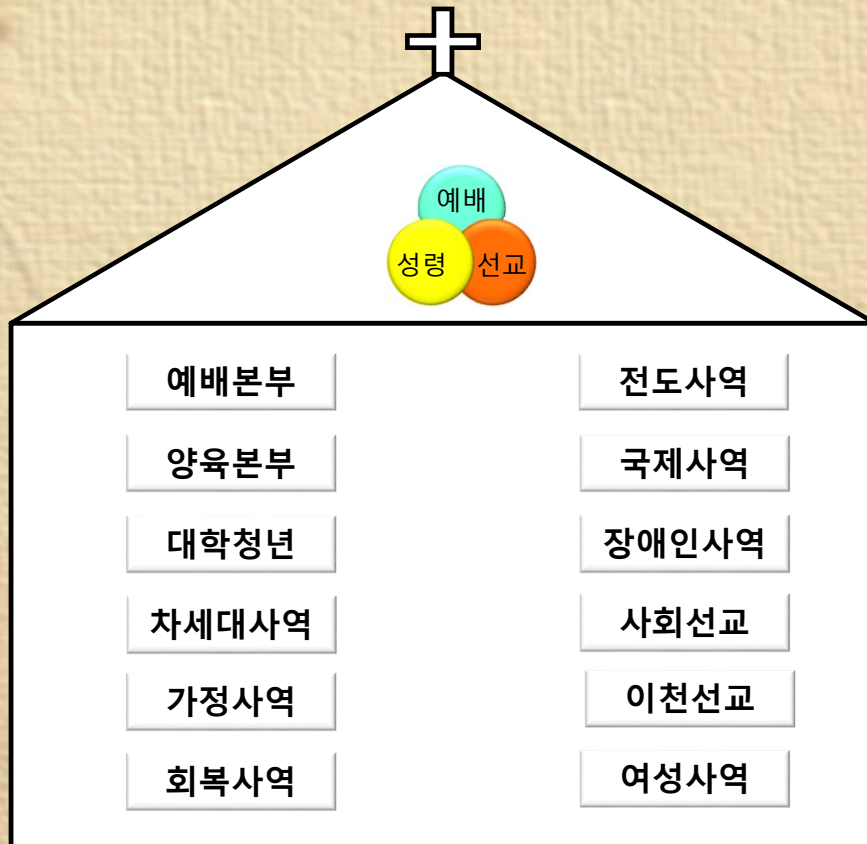 예배
성령
선교
예배본부
전도사역
양육본부
국제사역
대학청년
장애인사역
차세대사역
사회선교
가정사역
이천선교
회복사역
여성사역